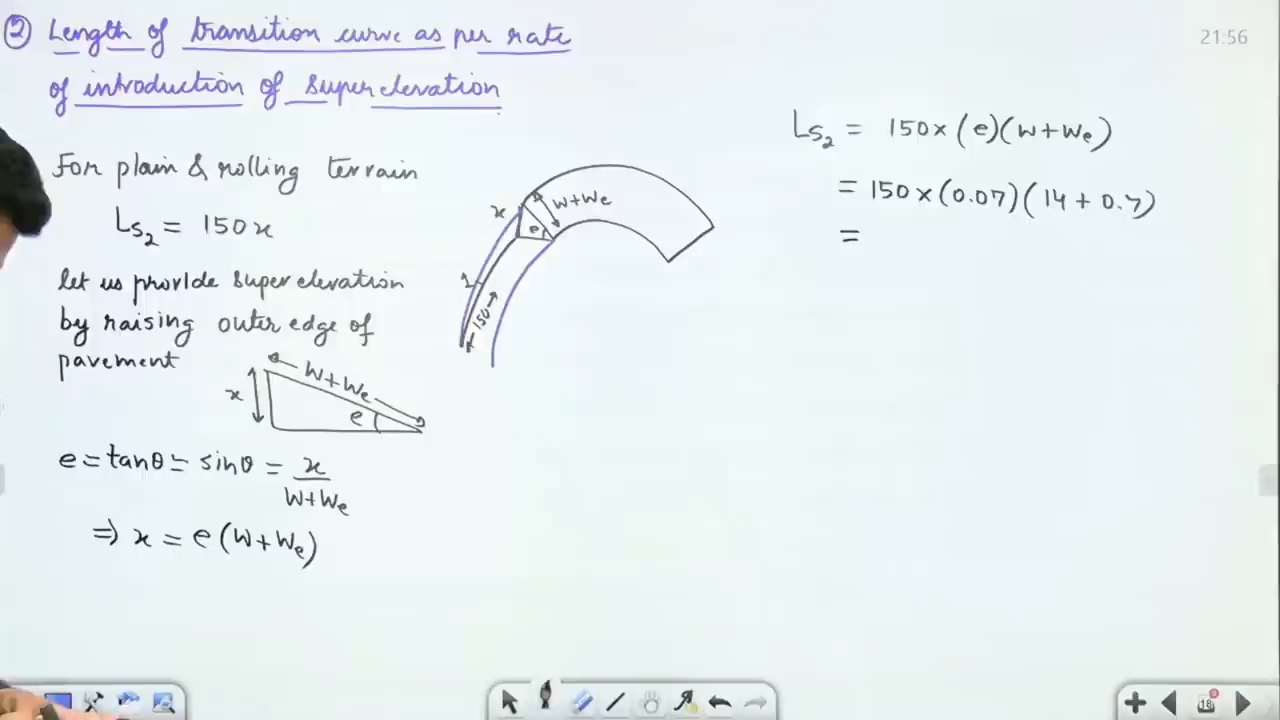 ② Length of transition curve as per rate
of introduction of superelevation
21:56
For plain & rolling terrain
Ls₂ = 150x
let us provide superelevation
by raising outer edge of
pavement
W+We
x
e
e = tanθ ≃ sinθ = x/(W+We)
⇒ x = e(W+We)
x
W+We
e
1
150
Ls₂ = 150×(e)(W+We)
= 150×(0.07)(14+0.7)
=
18